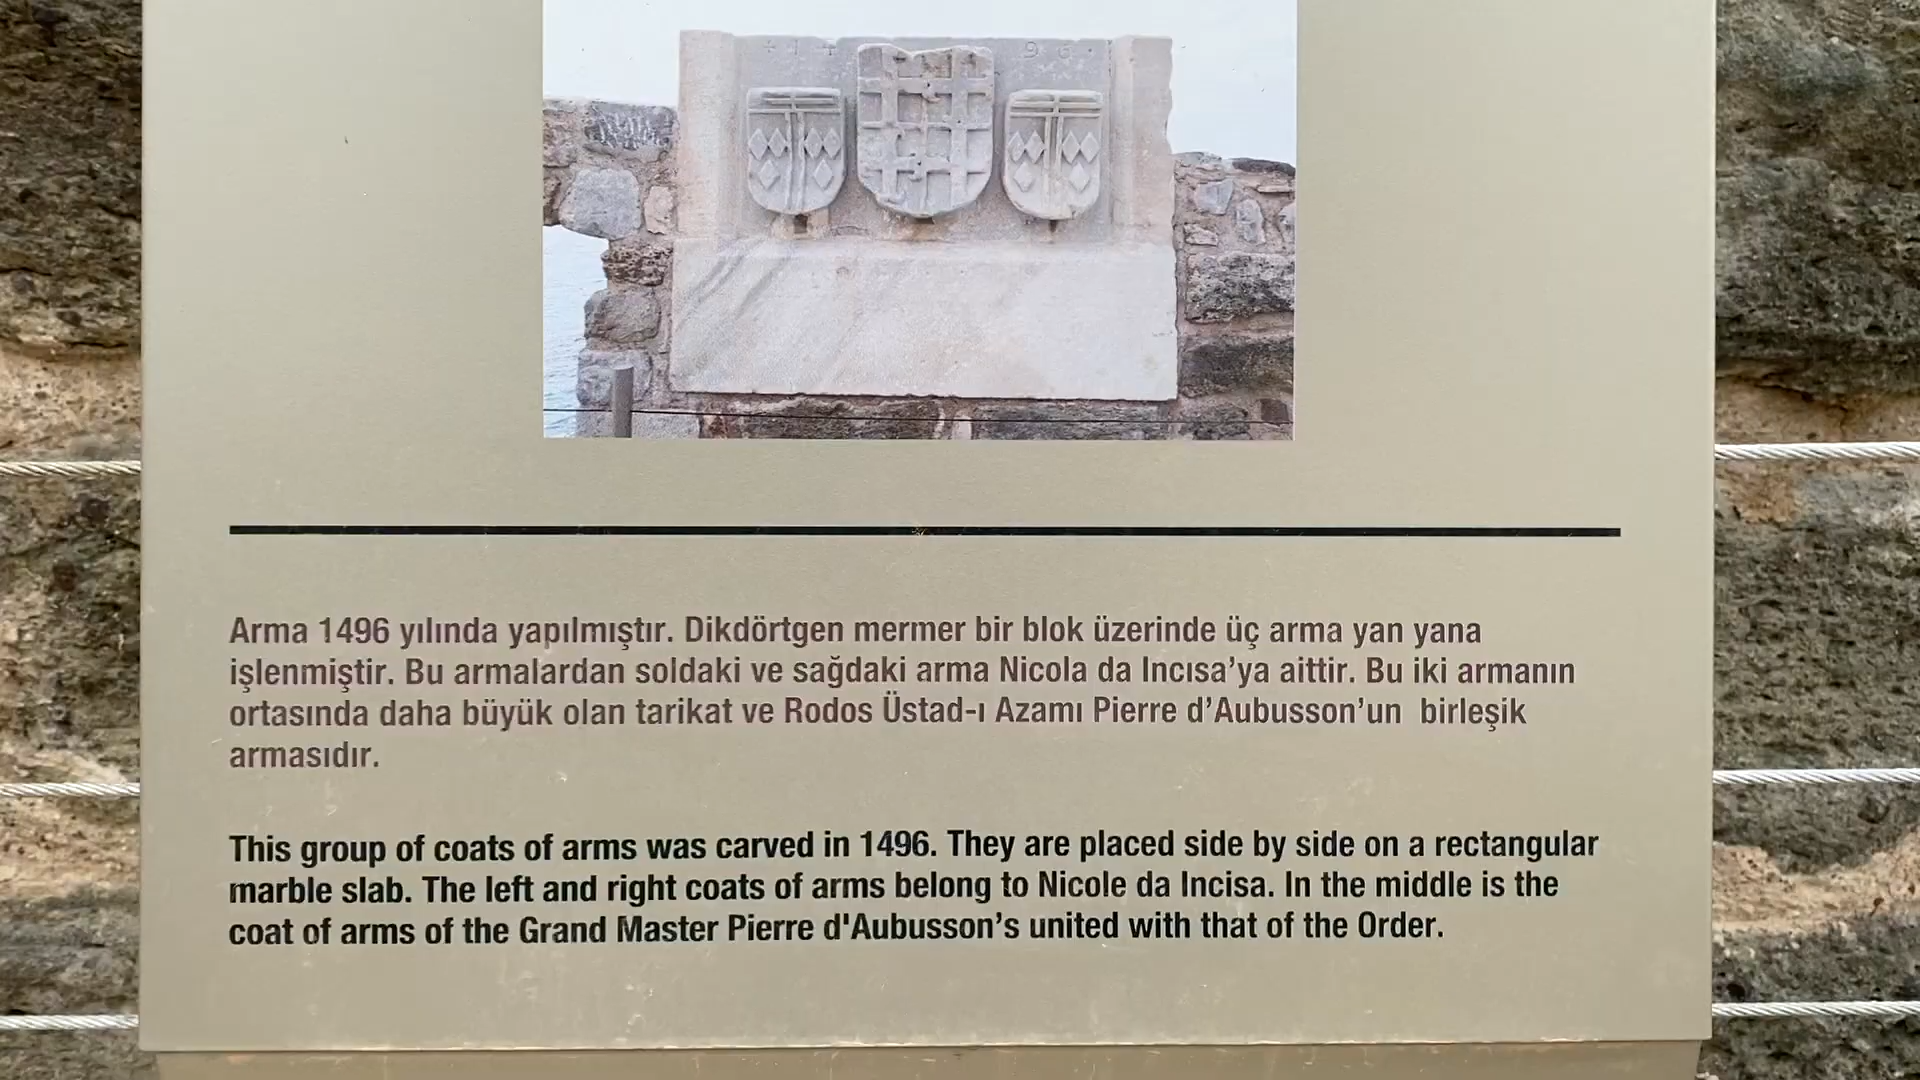 + 1 4 9 6 ·
Arma 1496 yılında yapılmıştır. Dikdörtgen mermer bir blok üzerinde üç arma yan yana
işlenmiştir. Bu armalardan soldaki ve sağdaki arma Nicola da Incısa’ya aittir. Bu iki armanın
ortasında daha büyük olan tarikat ve Rodos Üstad-ı Azamı Pierre d’Aubusson’un birleşik
armasıdır.
This group of coats of arms was carved in 1496. They are placed side by side on a rectangular
marble slab. The left and right coats of arms belong to Nicole da Incisa. In the middle is the
coat of arms of the Grand Master Pierre d'Aubusson’s united with that of the Order.